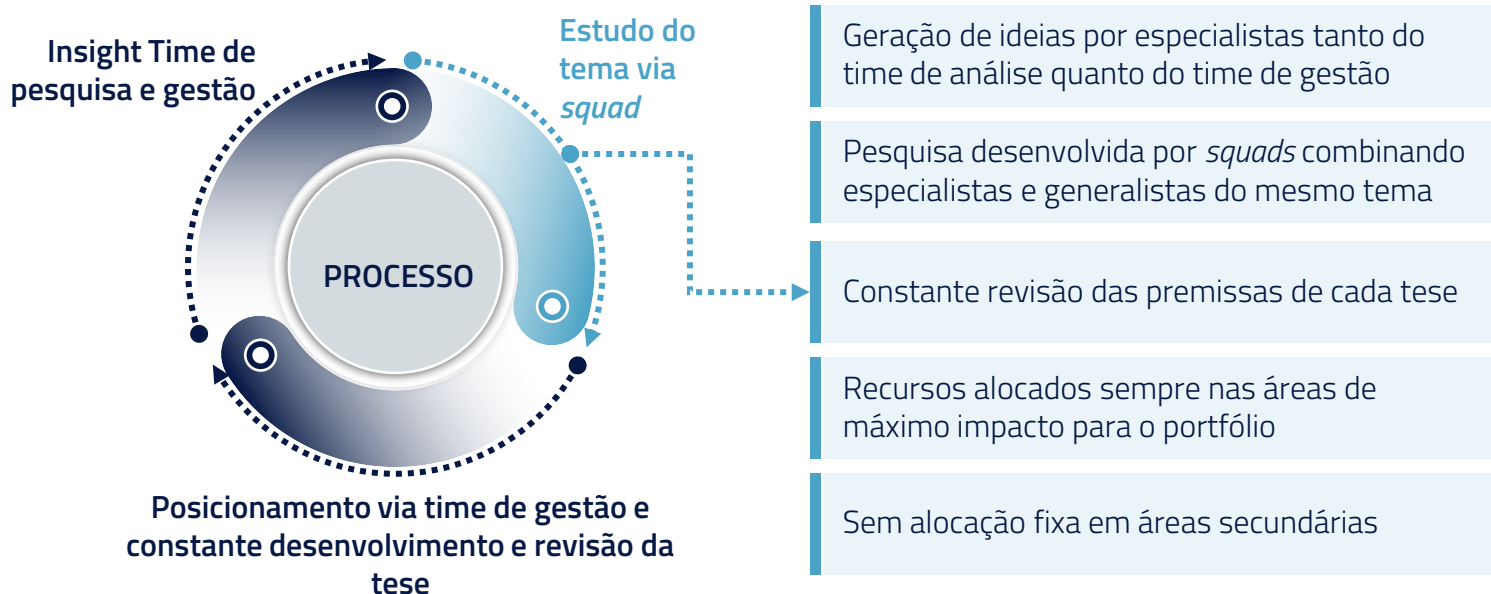 Insight Time de
pesquisa e gestão
Estudo do
tema via
squad
PROCESSO
Posicionamento via time de gestão e
constante desenvolvimento e revisão da
tese
Geração de ideias por especialistas tanto do
time de análise quanto do time de gestão
Pesquisa desenvolvida por squads combinando
especialistas e generalistas do mesmo tema
Constante revisão das premissas de cada tese
Recursos alocados sempre nas áreas de
máximo impacto para o portfólio
Sem alocação fixa em áreas secundárias